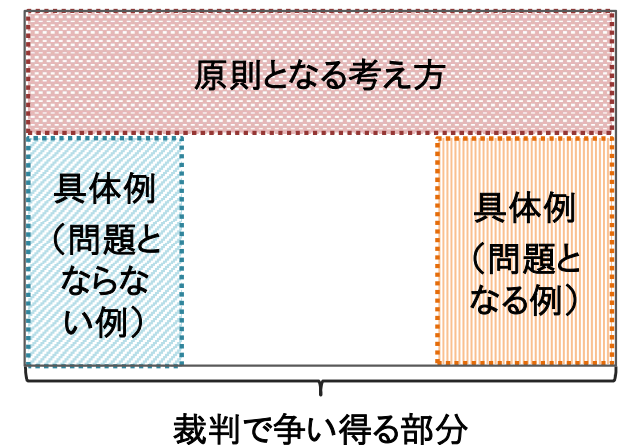 原則となる考え方
具体例
（問題と
ならな
い例）
具体例
（問題と
なる例）
裁判で争い得る部分